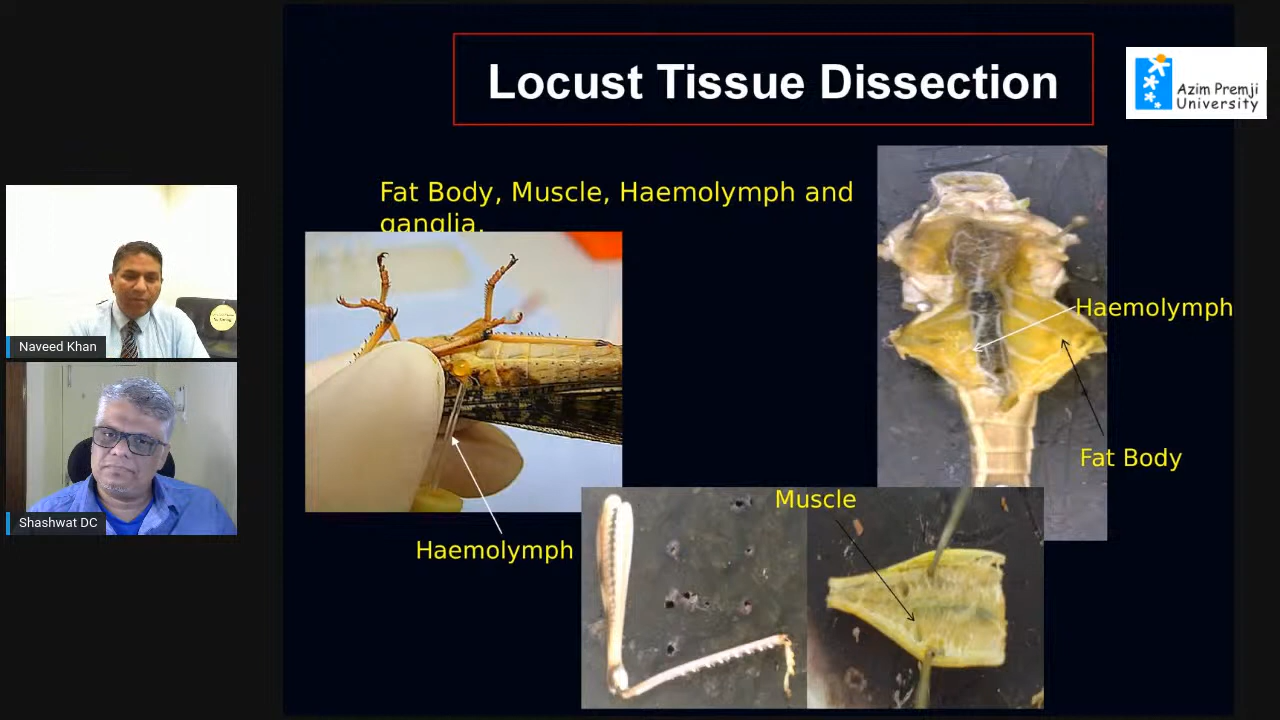 Locust Tissue Dissection
Azim Premji
University
Fat Body, Muscle, Haemolymph and
ganglia.
Haemolymph
Naveed Khan
Fat Body
Muscle
Shashwat DC
Haemolymph